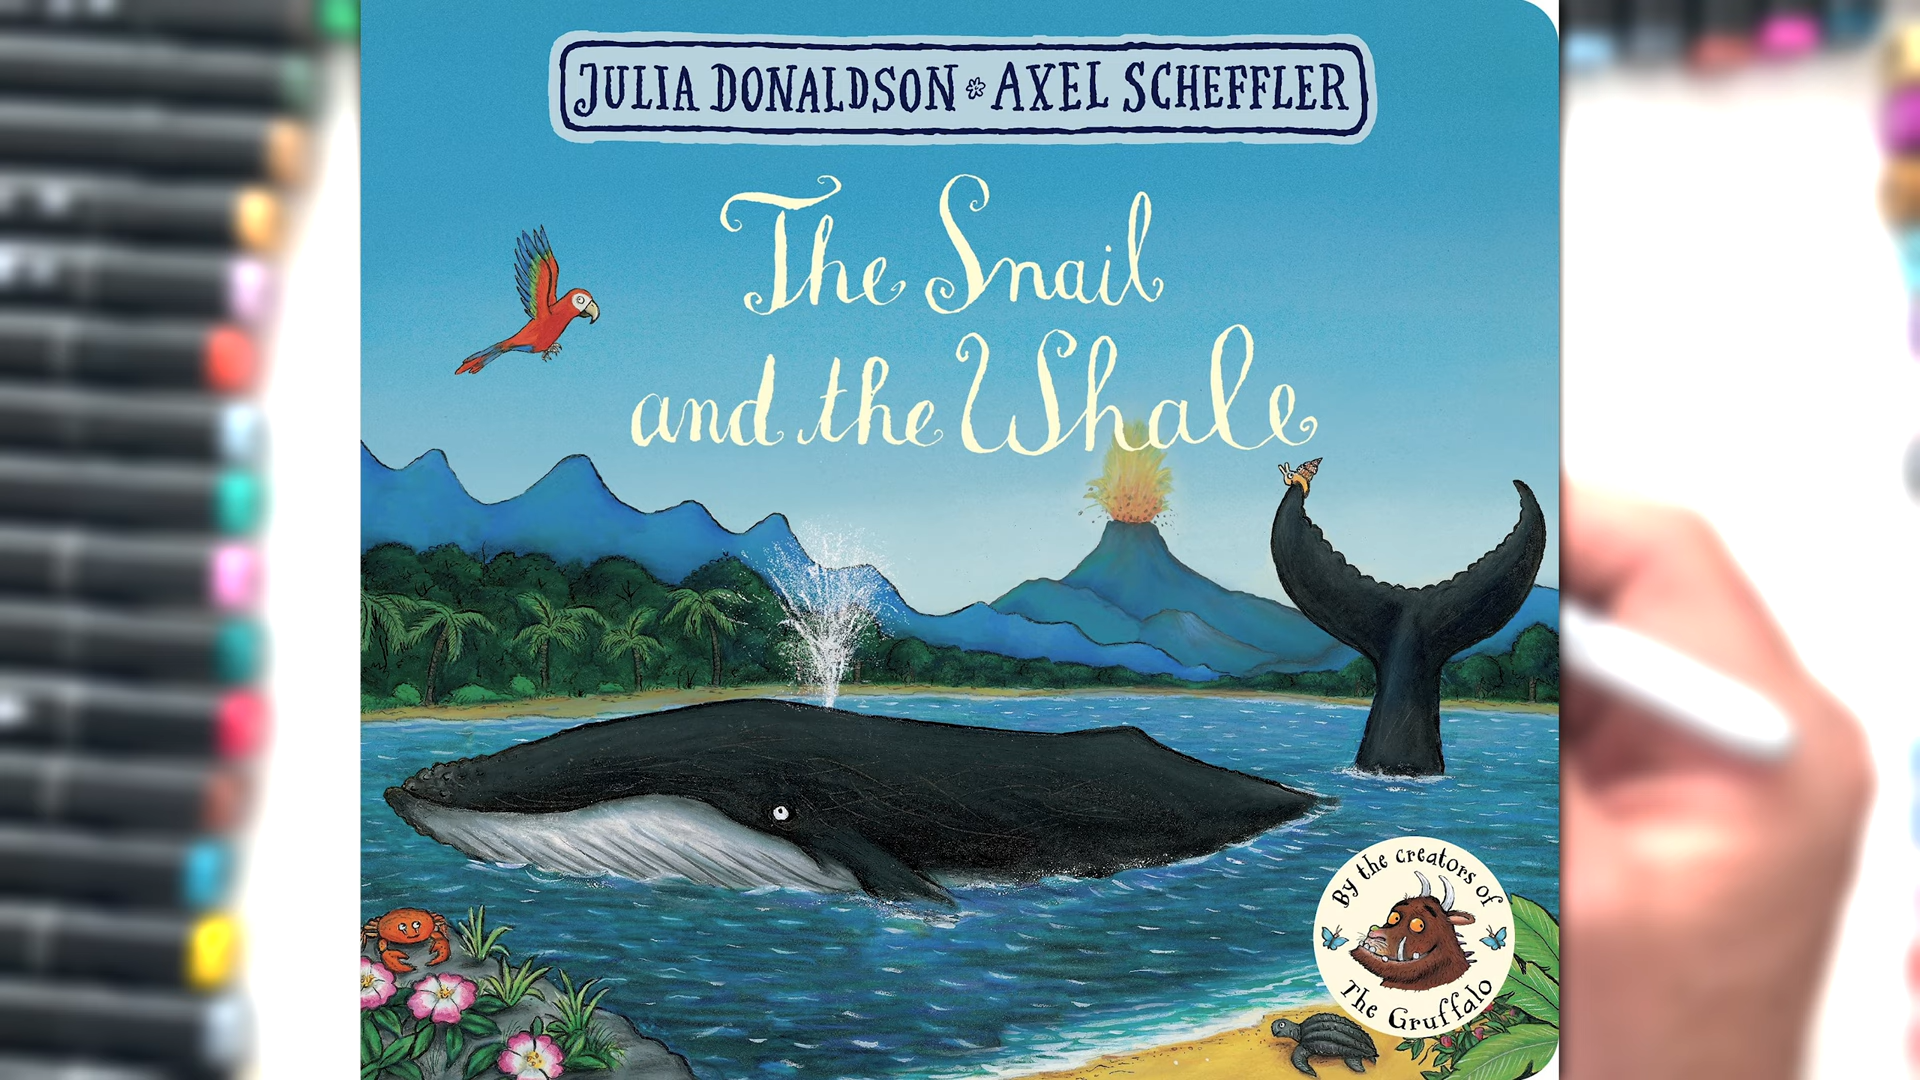 JULIA DONALDSON * AXEL SCHEFFLER
The Snail
and the Whale
By the creators of
The Gruffalo